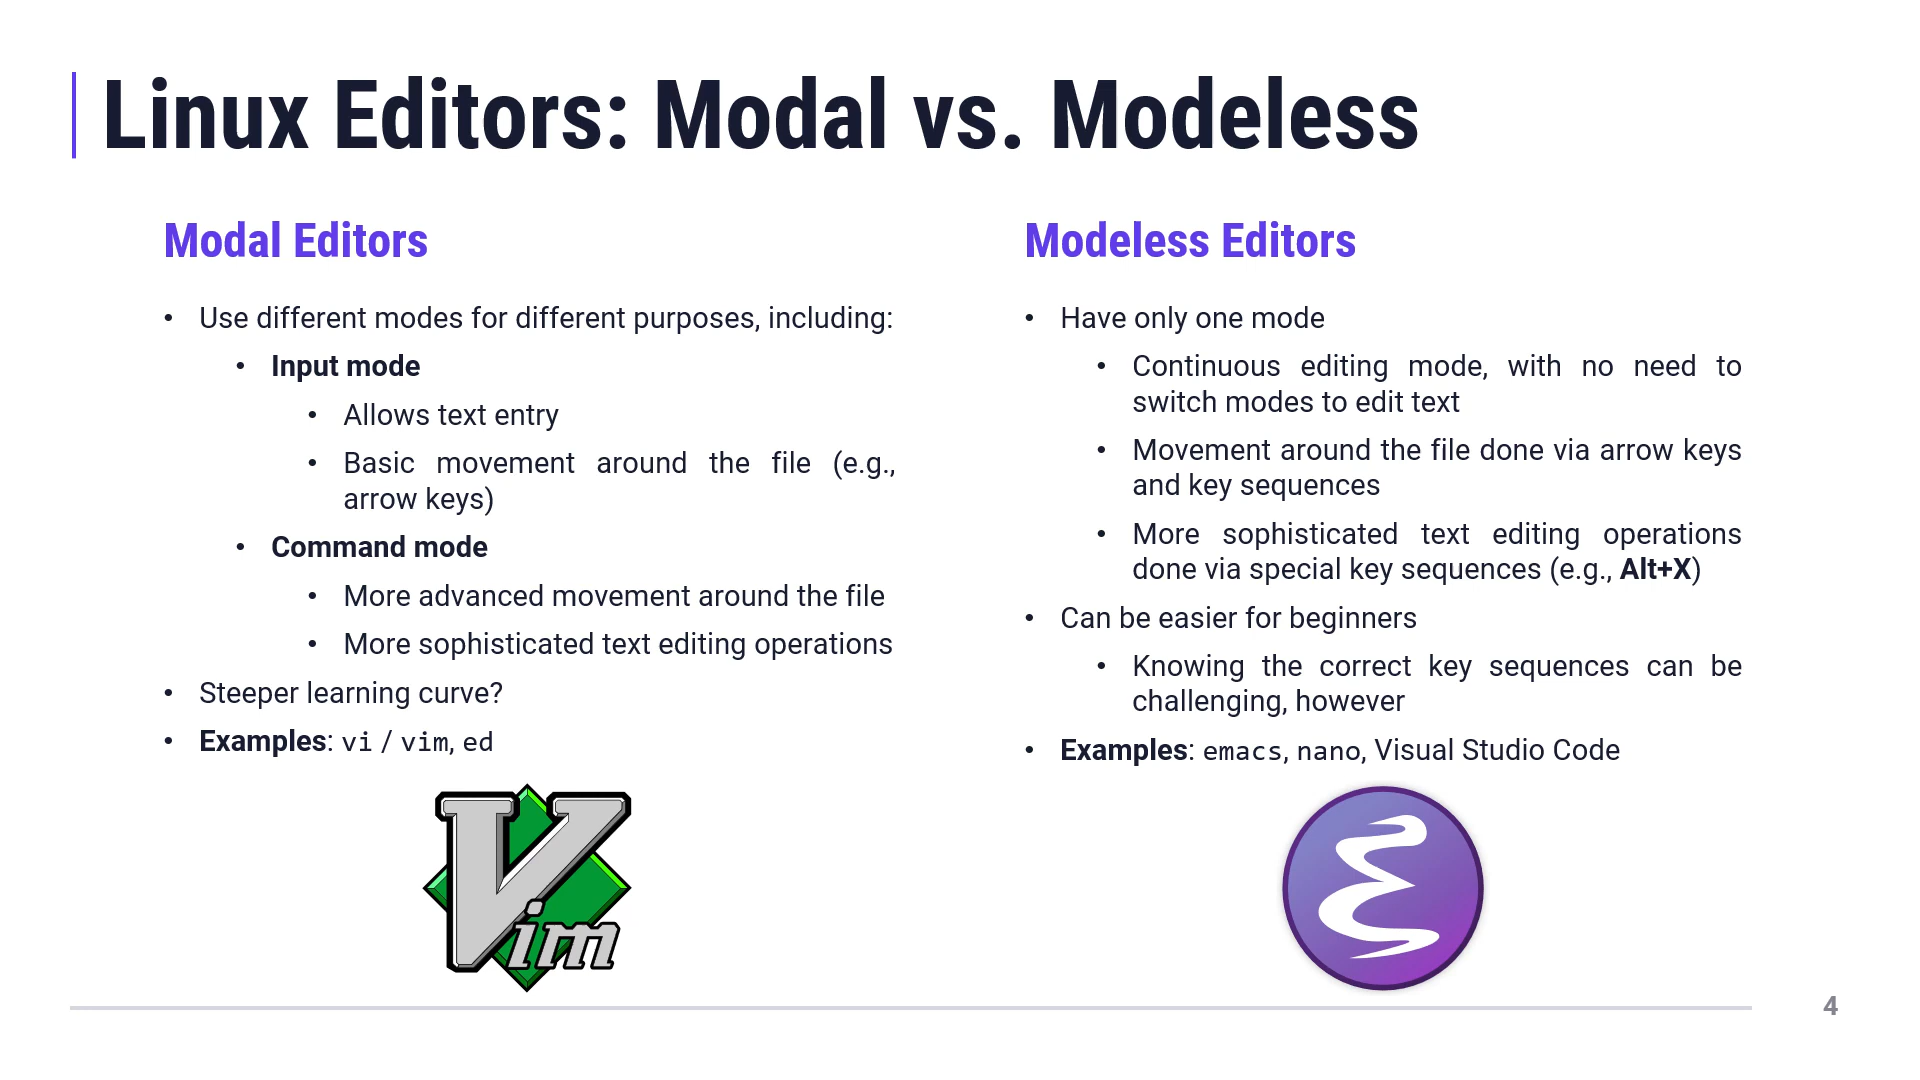 Linux Editors: Modal vs. Modeless
Modal Editors
• Use different modes for different purposes, including:
• Input mode
• Allows text entry
• Basic movement around the file (e.g.,
arrow keys)
• Command mode
• More advanced movement around the file
• More sophisticated text editing operations
• Steeper learning curve?
• Examples: vi / vim, ed
Vim
Modeless Editors
• Have only one mode
• Continuous editing mode, with no need to
switch modes to edit text
• Movement around the file done via arrow keys
and key sequences
• More sophisticated text editing operations
done via special key sequences (e.g., Alt+X)
• Can be easier for beginners
• Knowing the correct key sequences can be
challenging, however
• Examples: emacs, nano, Visual Studio Code
4